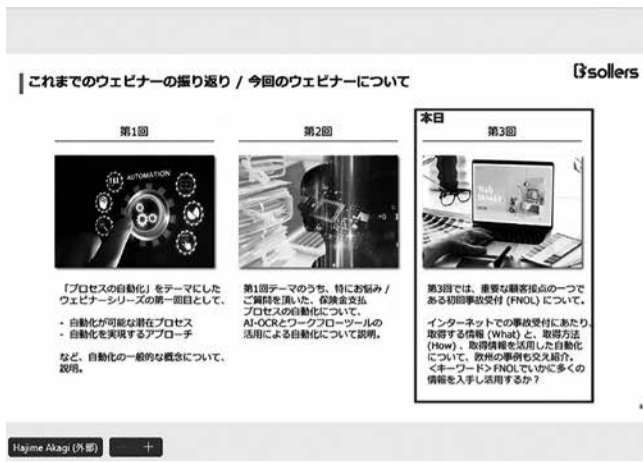 これまでのウェビナーの振り返り / 今回のウェビナーについて
sollers
第1回
AUTOMATION
「プロセスの自動化」をテーマにした
ウェビナーシリーズの第一回目として、
- 自動化が可能な潜在プロセス
- 自動化を実現するアプローチ
など、自動化の一般的な概念について、
説明。
第2回
第1回テーマのうち、特にお悩み /
ご質問を頂いた、保険金支払
プロセスの自動化について、
AI-OCRとワークフローツールの
活用による自動化について説明。
本日
第3回
Web
第3回では、重要な顧客接点の一つで
ある初回事故受付 (FNOL) について。
インターネットでの事故受付にあたり、
取得する情報 (What) と、取得方法
(How) 、取得情報を活用した自動化
について、欧州の事例も交え紹介。
<キーワード> FNOLでいかに多くの
情報を入手し活用するか？
Hajime Akagi (外部)